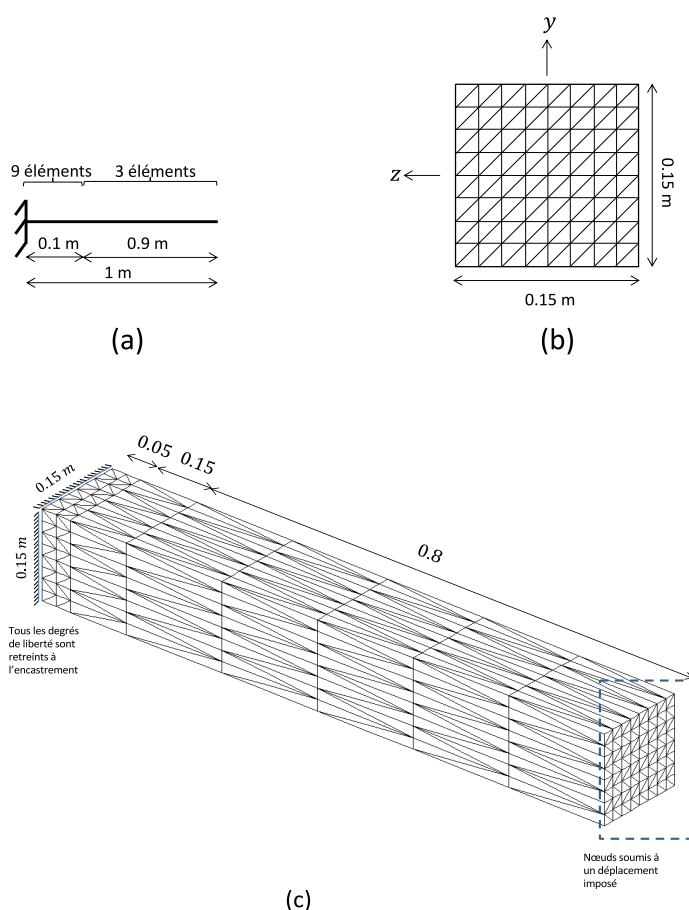 9 éléments
3 éléments
0.1 m
0.9 m
1 m
(a)
y
z
0.15 m
0.15 m
(b)
0.05
0.15
0.8
0.15 m
0.15 m
Tous les degrés
de liberté sont
retreints à
l’encastrement
Nœuds soumis à
un déplacement
imposé
(c)